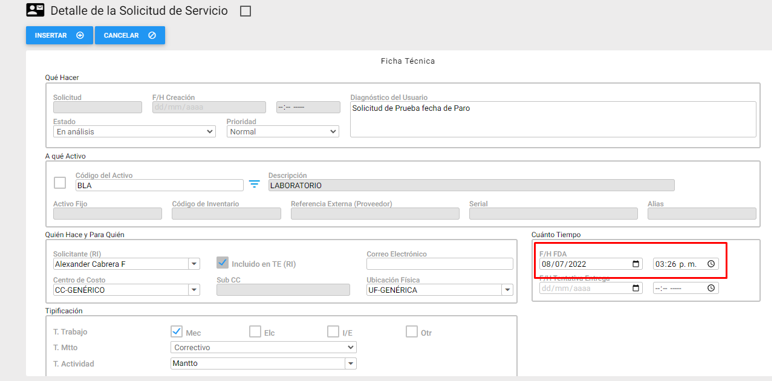 Detalle de la Solicitud de Servicio
INSERTAR CANCELAR
Ficha Técnica
Qué Hacer
Solicitud F/H Creación Diagnóstico del Usuario
dd/mm/aaaa --:-- ---- Solicitud de Prueba fecha de Paro
Estado Prioridad
En análisis Normal
A qué Activo
Código del Activo Descripción
BLA LABORATORIO
Activo Fijo Código de Inventario Referencia Externa (Proveedor) Serial Alias
Quién Hace y Para Quién Cuánto Tiempo
Solicitante (RI) Correo Electrónico F/H FDA
Alexander Cabrera F Incluido en TE (RI) 08/07/2022 03:26 p. m.
Centro de Costo Sub CC Ubicación Física F/H Tentativa Entrega
CC-GENÉRICO UF-GENÉRICA dd/mm/aaaa --:-- ----
Tipificación
T. Trabajo Mec Elc I/E Otr
T. Mtto Correctivo
T. Actividad Mantto